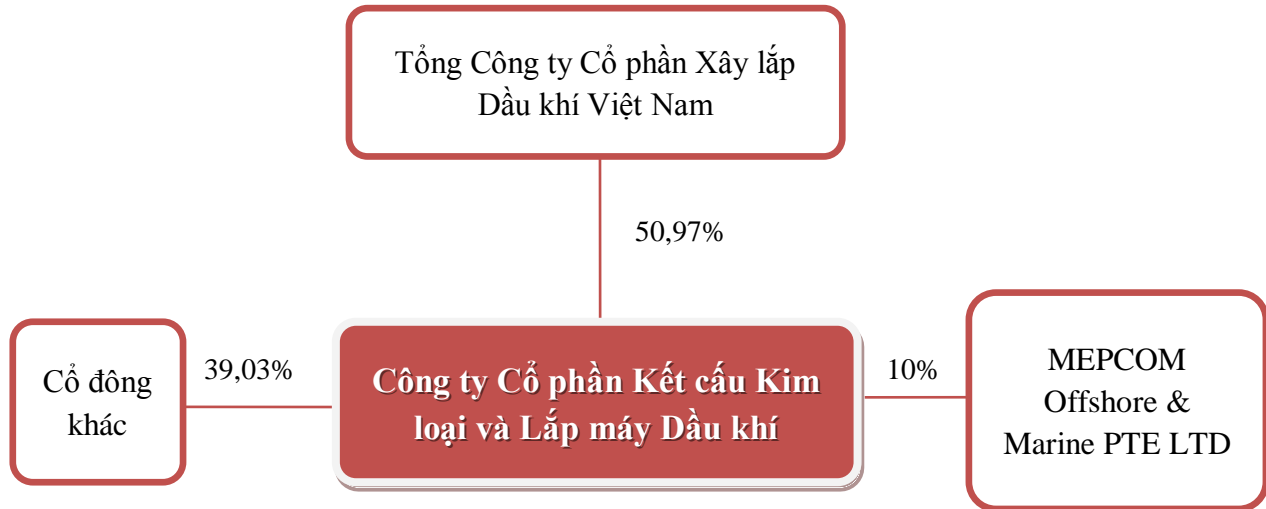 Tổng Công ty Cổ phần Xây lắp
Dầu khí Việt Nam
50,97%
Cổ đông
khác
39,03%
Công ty Cổ phần Kết cấu Kim
loại và Lắp máy Dầu khí
10%
MEPCOM
Offshore &
Marine PTE LTD